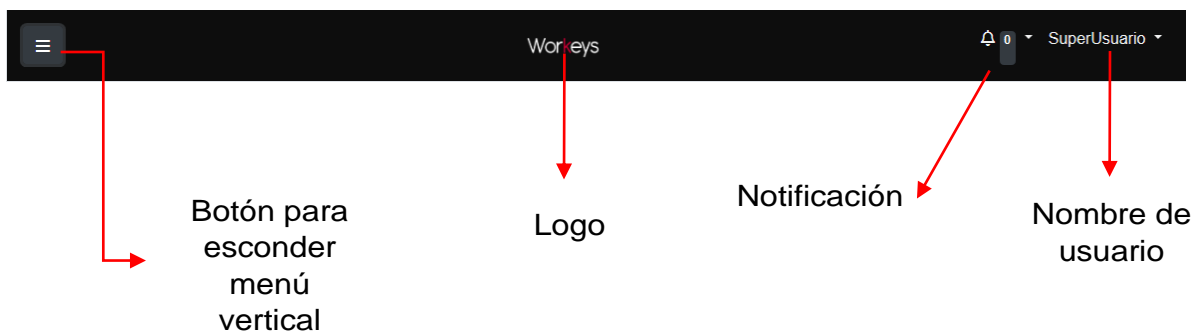 Workeys
0
SuperUsuario
Botón para
esconder
menú
vertical
Logo
Notificación
Nombre de
usuario